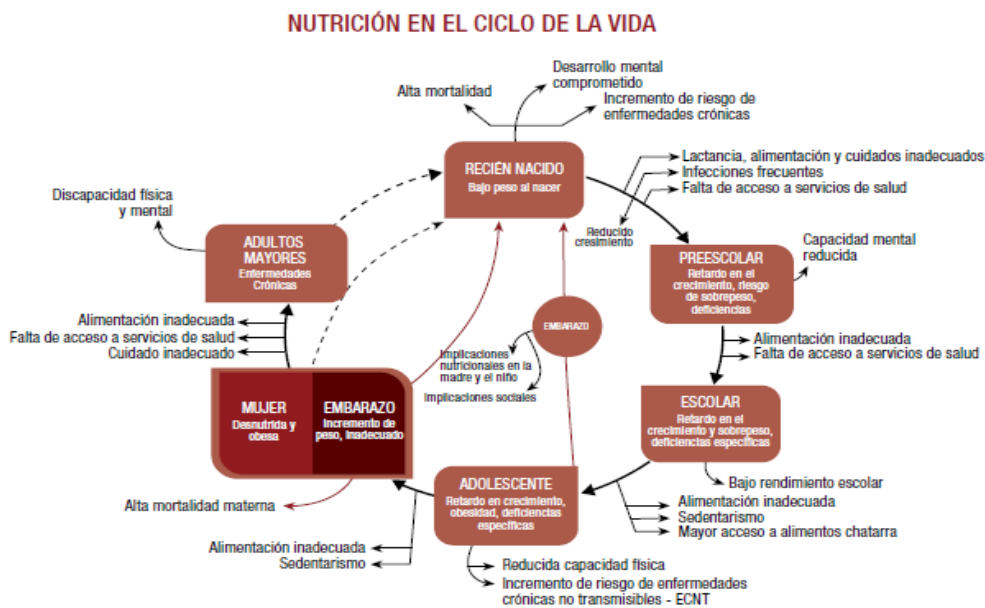 NUTRICIÓN EN EL CICLO DE LA VIDA
Alta mortalidad
Desarrollo mental
comprometido
Incremento de riesgo de
enfermedades crónicas
RECIÉN NACIDO
Bajo peso al nacer
Lactancia, alimentación y cuidados inadecuados
Infecciones frecuentes
Falta de acceso a servicios de salud
Reducido
cresimiento
Discapacidad física
y mental
ADULTOS
MAYORES
Enfermedades
Crónicas
PREESCOLAR
Retardo en el
crecimiento, riesgo
de sobrepeso,
deficiencias
Capacidad mental
reducida
Alimentación inadecuada
Falta de acceso a servicios de salud
Cuidado inadecuado
EMBARAZO
Implicaciones
nutricionales en la
madre y el niño
Implicaciones sociales
Alimentación inadecuada
Falta de acceso a servicios de salud
MUJER
Desnutrida y
obesa
EMBARAZO
Incremento de
peso, inadecuado
ESCOLAR
Retardo en el
crecimiento y sobrepeso,
deficiencias específicas
Bajo rendimiento escolar
Alta mortalidad materna
ADOLESCENTE
Retardo en crecimiento,
obesidad, deficiencias
específicas
Alimentación inadecuada
Sedentarismo
Mayor acceso a alimentos chatarra
Alimentación inadecuada
Sedentarismo
Reducida capacidad física
Incremento de riesgo de enfermedades
crónicas no transmisibles - ECNT